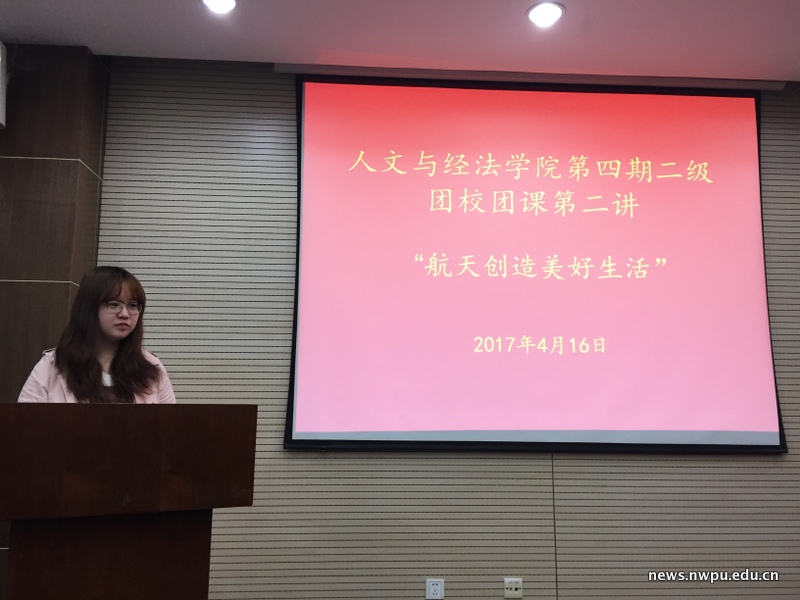 人文与经法学院第四期二级
团校团课第二讲
“航天创造美好生活”
2017年4月16日
news.nwpu.edu.cn